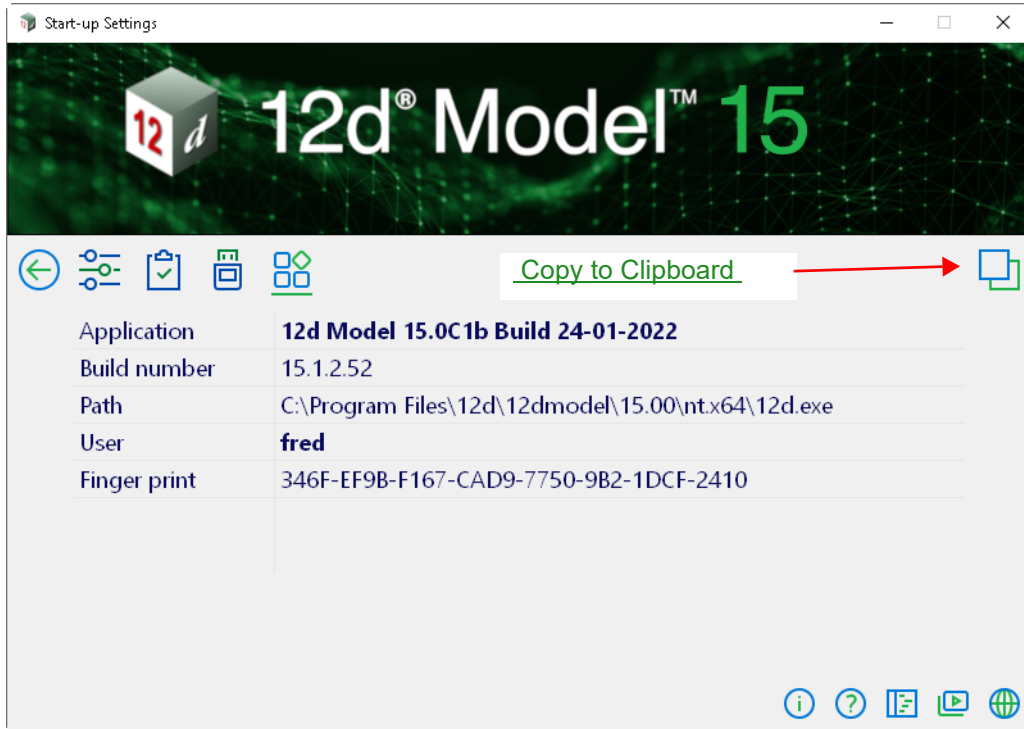 Start-up Settings
12 d 12d® Model™ 15
Copy to Clipboard
Application 12d Model 15.0C1b Build 24-01-2022
Build number 15.1.2.52
Path C:\Program Files\12d\12dmodel\15.00\nt.x64\12d.exe
User fred
Finger print 346F-EF9B-F167-CAD9-7750-9B2-1DCF-2410